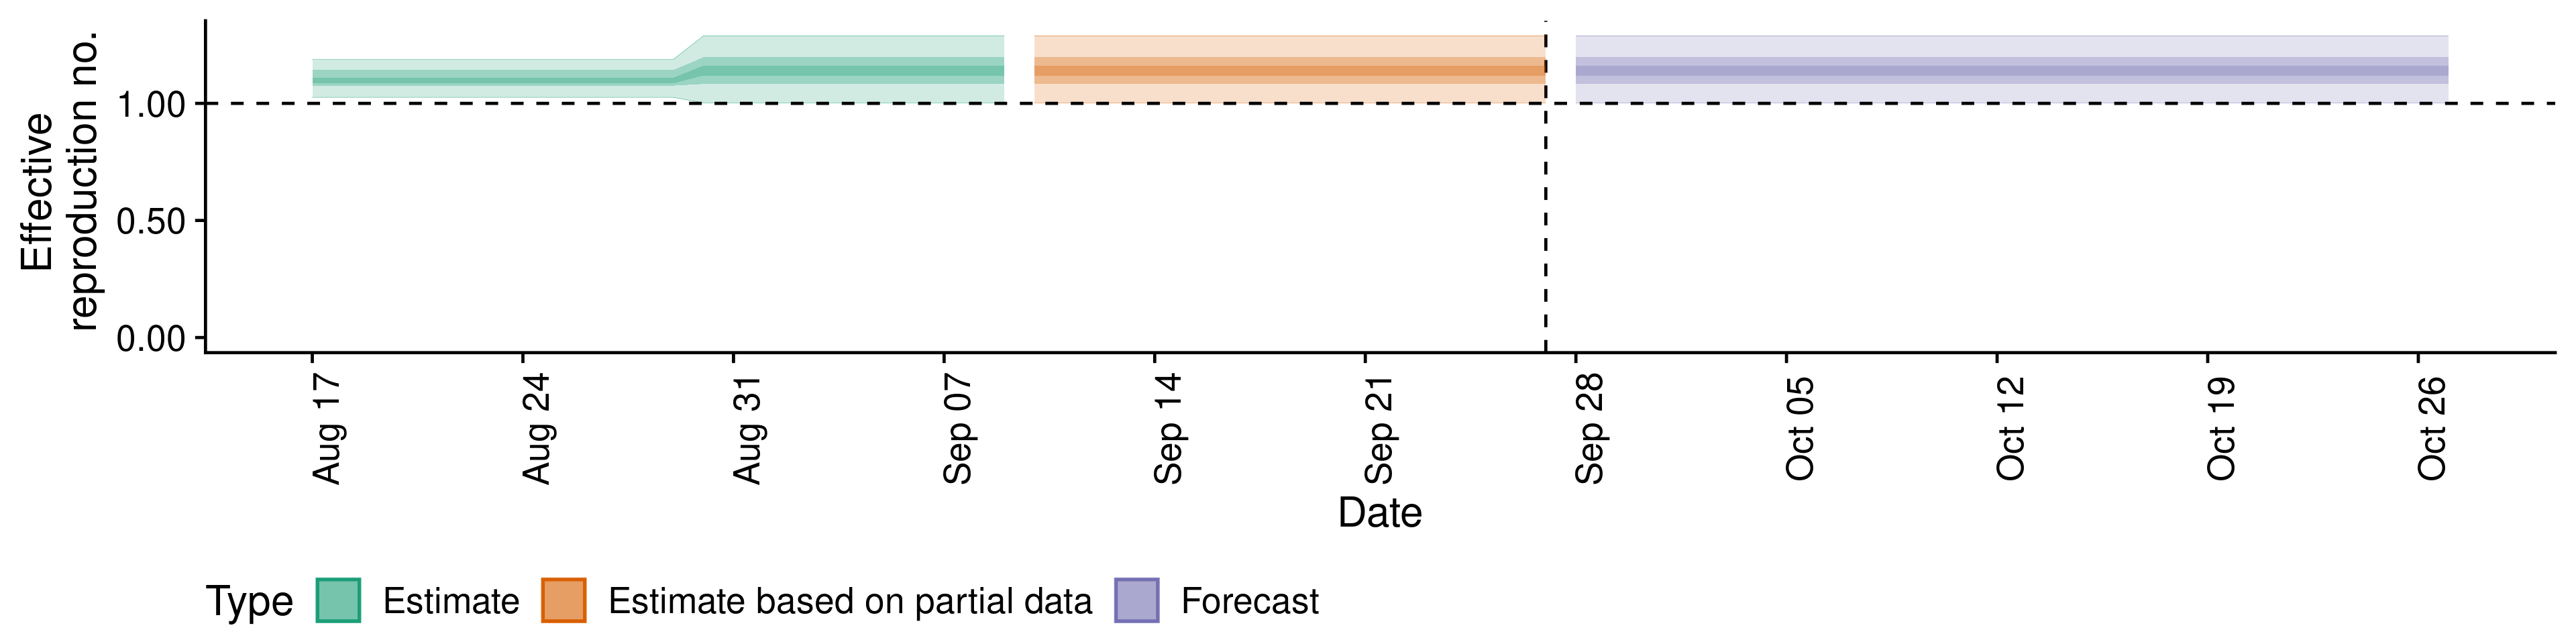 Effective
reproduction no.
1.00
0.50
0.00
Aug 17
Aug 24
Aug 31
Sep 07
Sep 14
Sep 21
Sep 28
Oct 05
Oct 12
Oct 19
Oct 26
Date
Type Estimate Estimate based on partial data Forecast